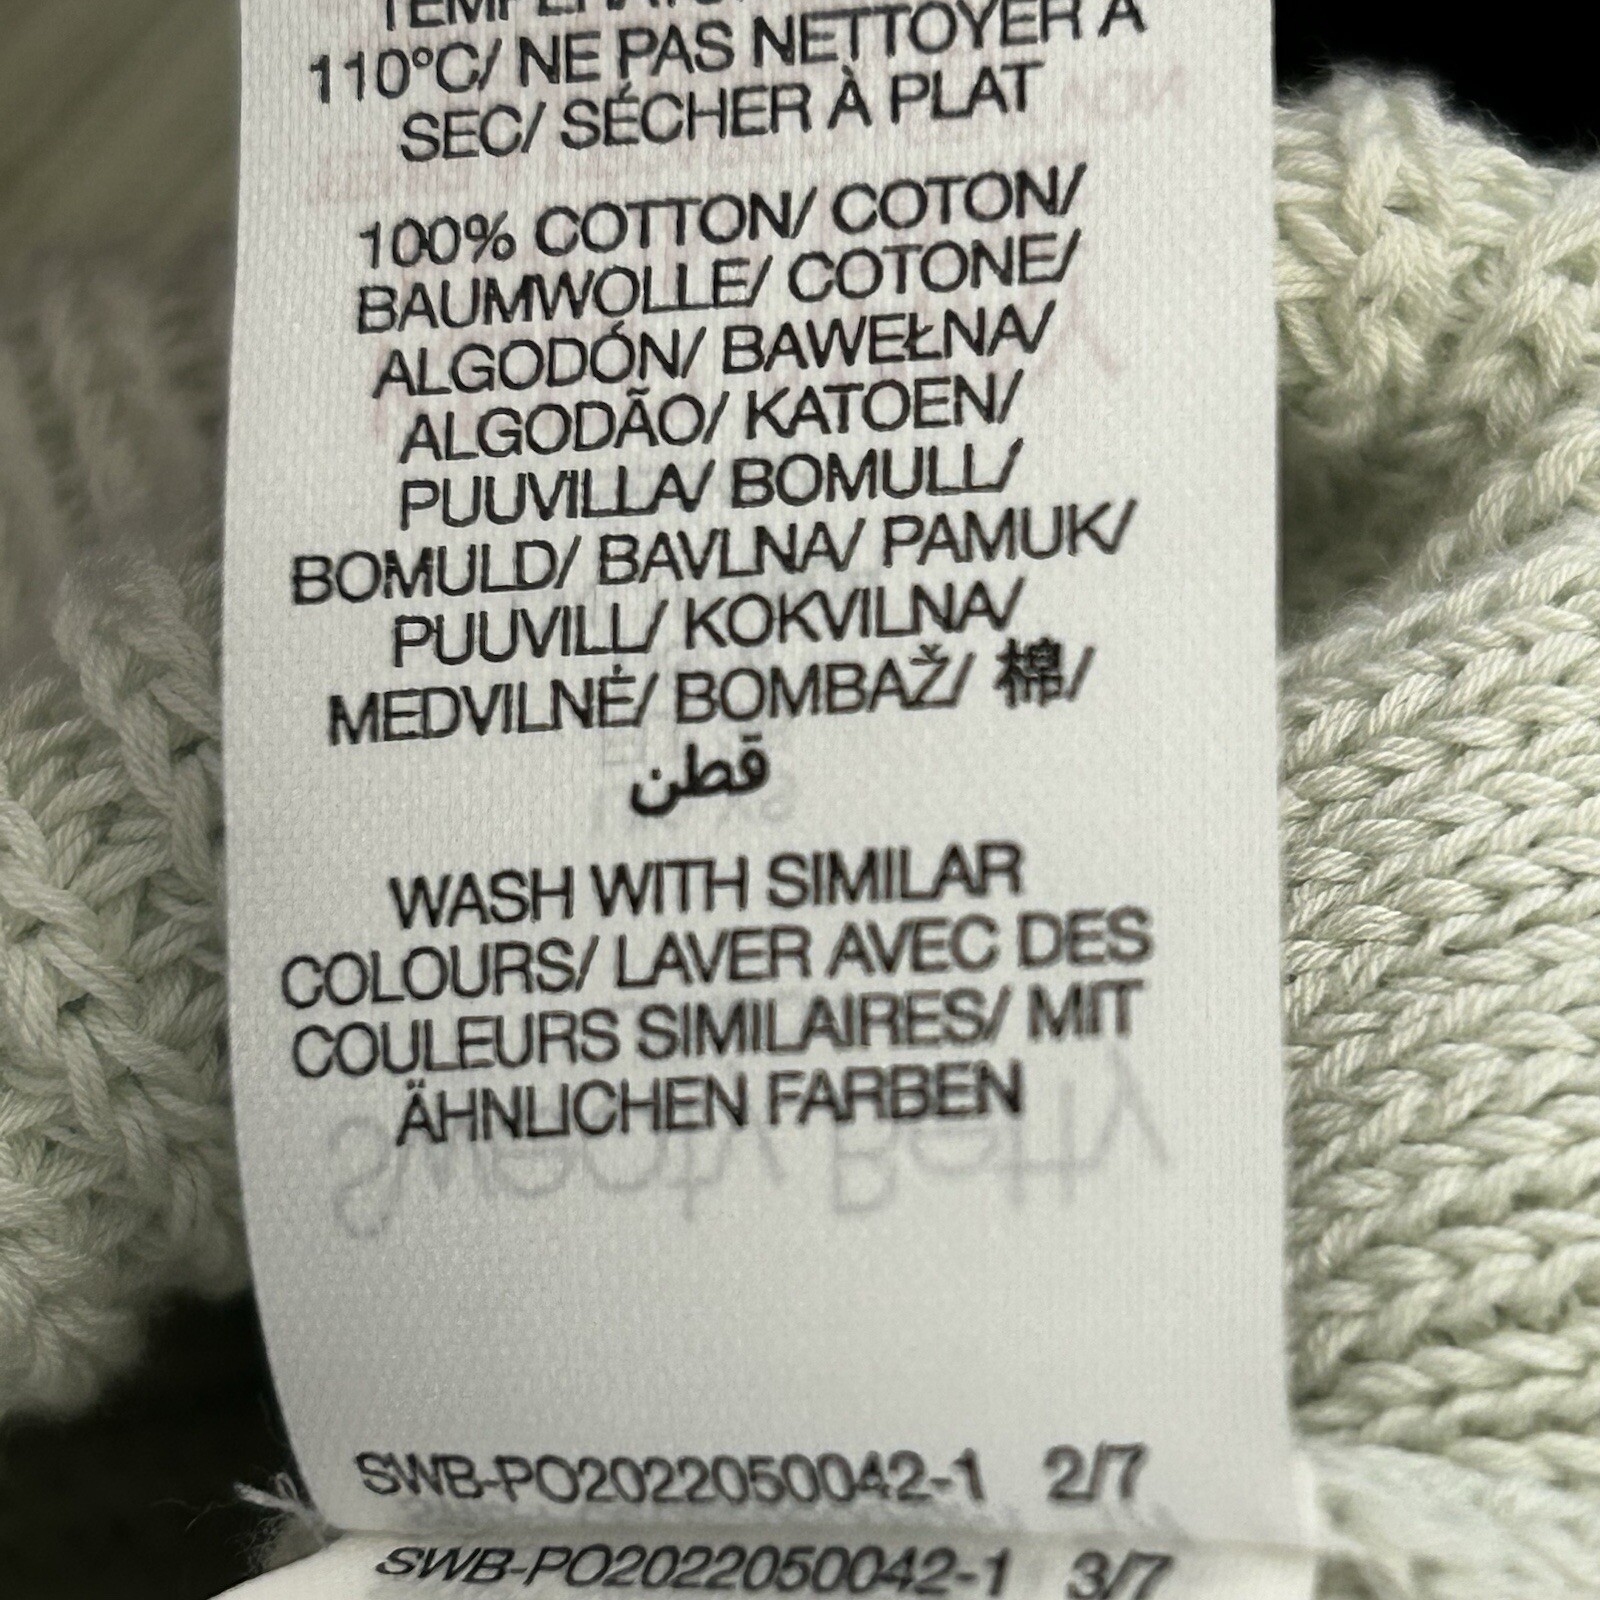 110°C/ NE PAS NETTOYER À
SEC/ SÉCHER À PLAT
100% COTTON/ COTON/
BAUMWOLLE/ COTONE/
ALGODÓN/ BAWEŁNA/
ALGODÃO/ KATOEN/
PUUVILLA/ BOMULL/
BOMULD/ BAVLNA/ PAMUK/
PUUVILL/ KOKVILNA/
MEDVILNĖ/ BOMBAŽ/ 棉/
قطن
WASH WITH SIMILAR
COLOURS/ LAVER AVEC DES
COULEURS SIMILAIRES/ MIT
ÄHNLICHEN FARBEN
Sweaty Betty
SWB-PO2022050042-1 2/7
SWB-PO2022050042-1 3/7